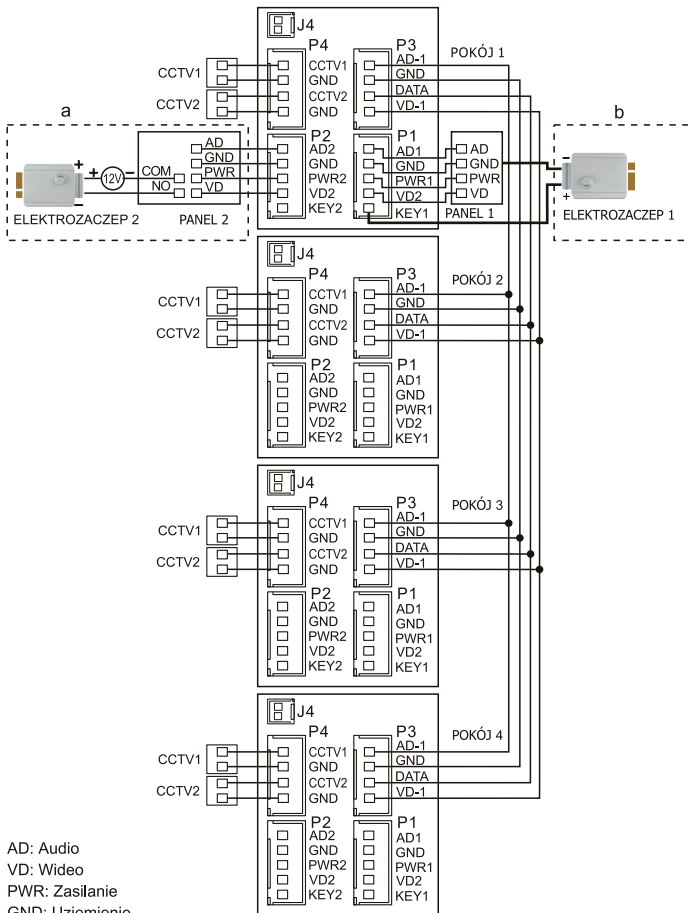 J4
P4
CCTV1
GND
CCTV2
GND
P3
AD-1
GND
DATA
VD-1
POKÓJ 1
CCTV1
CCTV2
a
AD
GND
PWR
VD
COM
NO
+
−
+ 12V −
ELEKTROZACZEP 2
PANEL 2
P2
AD2
GND
PWR2
VD2
KEY2
P1
AD1
GND
PWR1
VD2
KEY1
AD
GND
PWR
VD
PANEL 1
b
−
+
ELEKTROZACZEP 1
J4
P4
CCTV1
GND
CCTV2
GND
P3
AD-1
GND
DATA
VD-1
POKÓJ 2
CCTV1
CCTV2
P2
AD2
GND
PWR2
VD2
KEY2
P1
AD1
GND
PWR1
VD2
KEY1
J4
P4
CCTV1
GND
CCTV2
GND
P3
AD-1
GND
DATA
VD-1
POKÓJ 3
CCTV1
CCTV2
P2
AD2
GND
PWR2
VD2
KEY2
P1
AD1
GND
PWR1
VD2
KEY1
J4
P4
CCTV1
GND
CCTV2
GND
P3
AD-1
GND
DATA
VD-1
POKÓJ 4
CCTV1
CCTV2
P2
AD2
GND
PWR2
VD2
KEY2
P1
AD1
GND
PWR1
VD2
KEY1
AD: Audio
VD: Wideo
PWR: Zasilanie
GND: Uziemienie